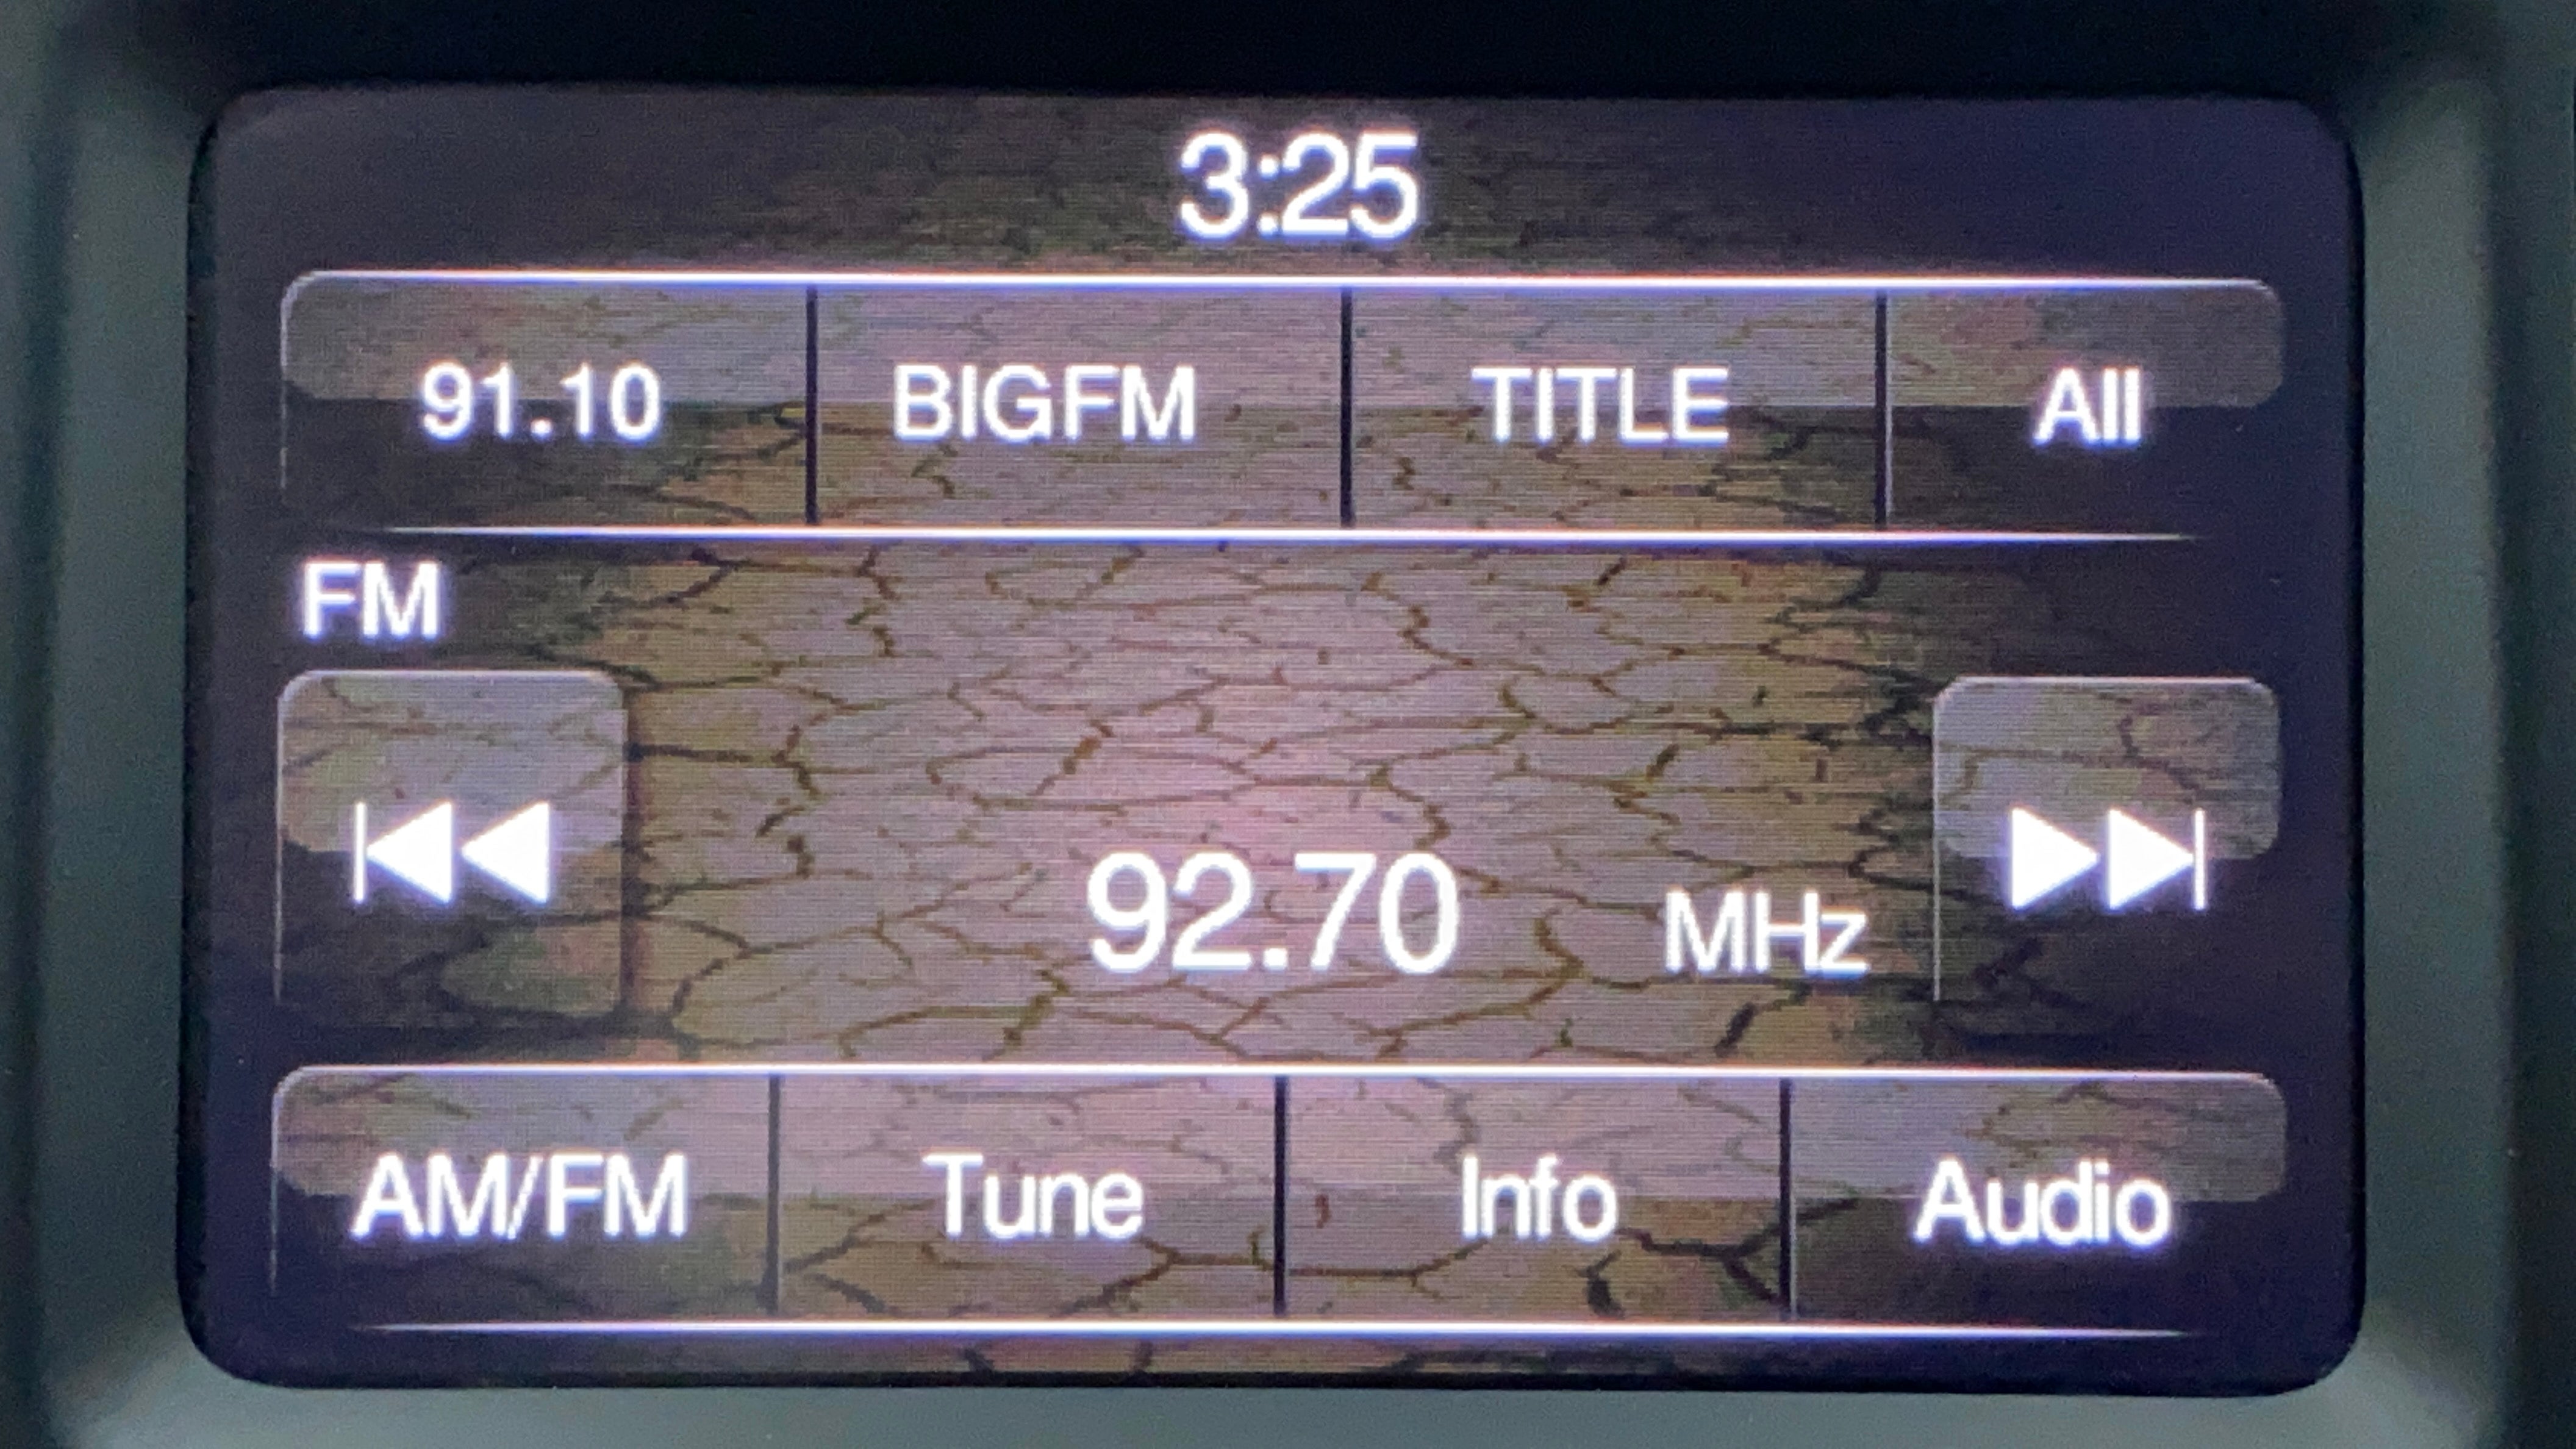 3:25
91.10 BIGFM TITLE All
FM
92.70 MHz
AM/FM Tune Info Audio